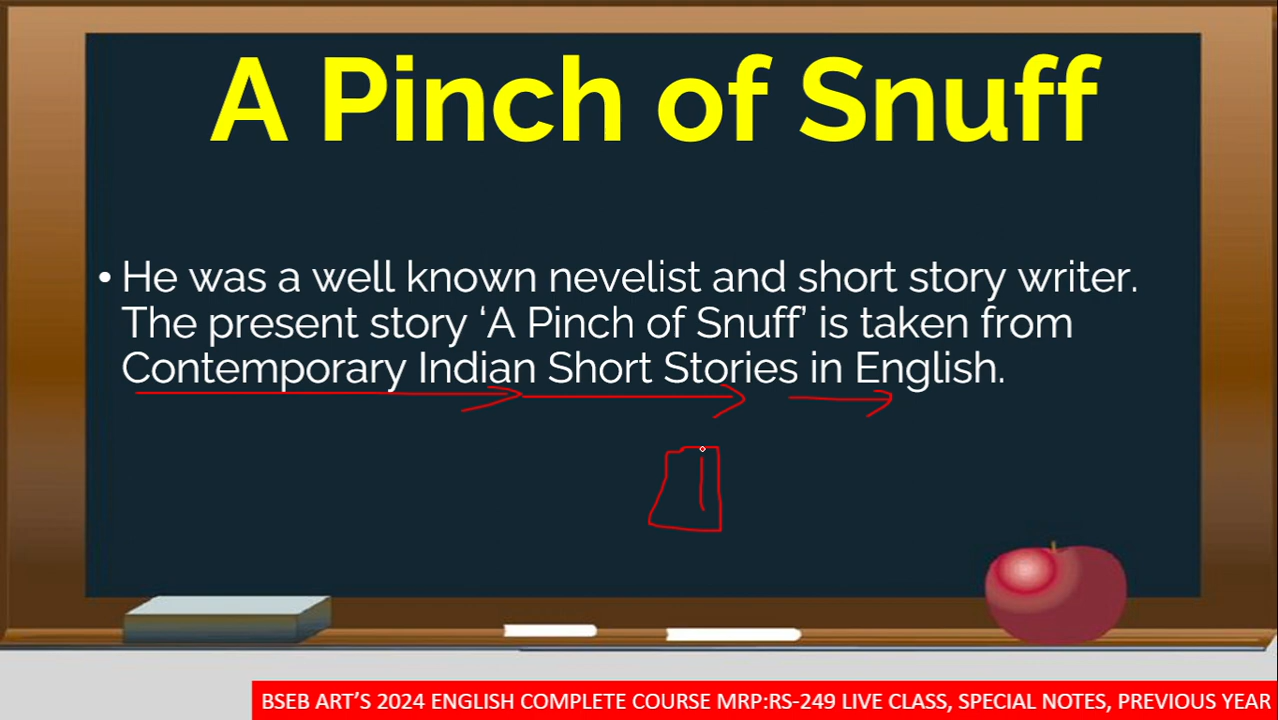 A Pinch of Snuff
• He was a well known nevelist and short story writer.
The present story ‘A Pinch of Snuff’ is taken from
Contemporary Indian Short Stories in English.
BSEB ART’S 2024 ENGLISH COMPLETE COURSE MRP:RS-249 LIVE CLASS, SPECIAL NOTES, PREVIOUS YEAR